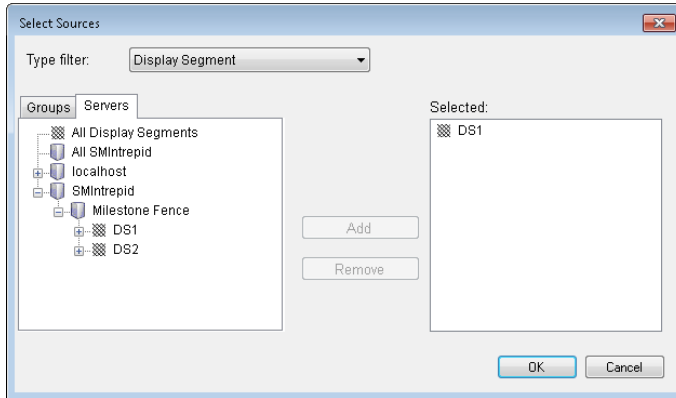 Select Sources
Type filter: Display Segment
Groups Servers
All Display Segments
All SMIntrepid
localhost
SMIntrepid
Milestone Fence
DS1
DS2
Add
Remove
Selected:
DS1
OK Cancel